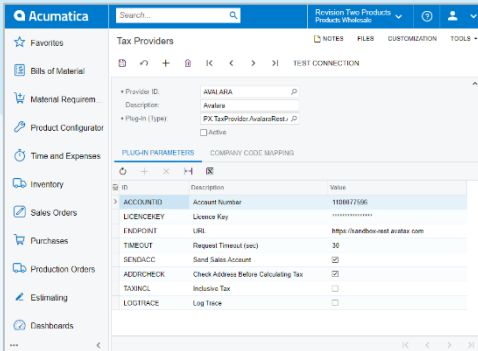 Acumatica
Search...
Revision Two Products
Products Wholesale
Favorites
Bills of Material
Material Requirem...
Product Configurator
Time and Expenses
Inventory
Sales Orders
Purchases
Production Orders
Estimating
Dashboards
Tax Providers
NOTES FILES CUSTOMIZATION TOOLS
TEST CONNECTION
* Provider ID: AVALARA
Description: Avalara
* Plug-In (Type): PX.TaxProvider.AvalaraRest.
Active
PLUG-IN PARAMETERS COMPANY CODE MAPPING
ID Description Value
ACCOUNTID Account Number 1100077596
LICENCEKEY Licence Key ****************
ENDPOINT URL https://sandbox-rest.avatax.com
TIMEOUT Request Timeout (sec) 30
SENDACC Send Sales Account
ADDRCHECK Check Address Before Calculating Tax
TAXINCL Inclusive Tax
LOGTRACE Log Trace